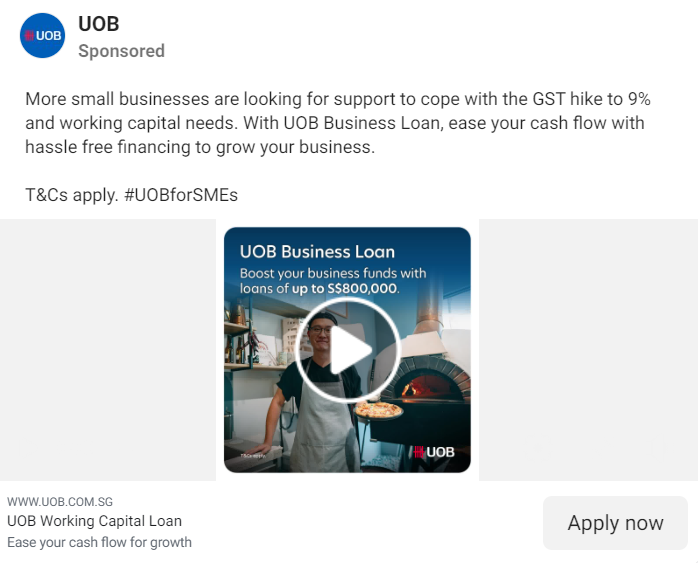 UOB
UOB
Sponsored
More small businesses are looking for support to cope with the GST hike to 9%
and working capital needs. With UOB Business Loan, ease your cash flow with
hassle free financing to grow your business.
T&Cs apply. #UOBforSMEs
UOB Business Loan
Boost your business funds with
loans of up to S$800,000.
UOB
WWW.UOB.COM.SG
UOB Working Capital Loan
Ease your cash flow for growth
Apply now